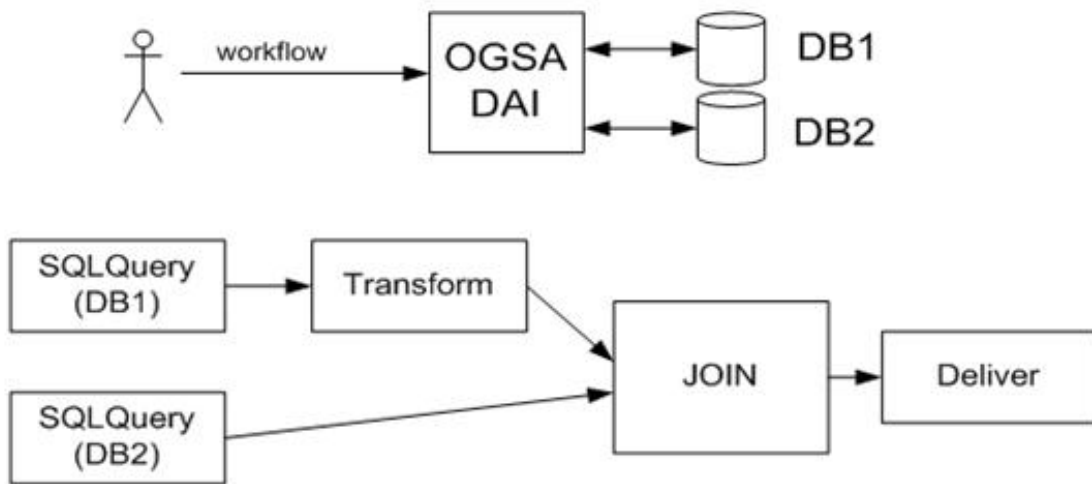 workflow
OGSA
DAI
DB1
DB2
SQLQuery
(DB1)
Transform
JOIN
Deliver
SQLQuery
(DB2)